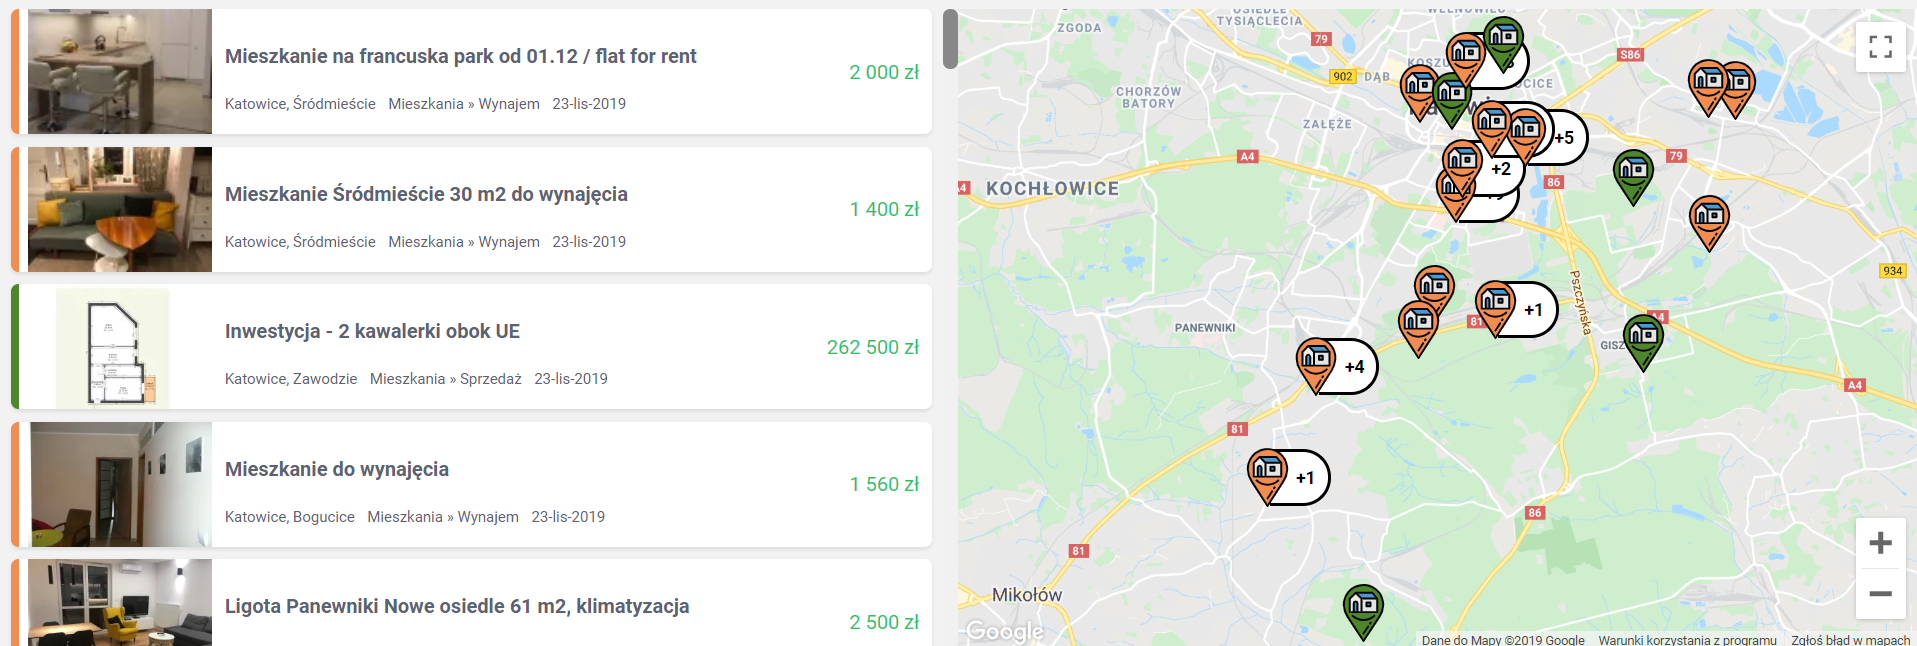 Mieszkanie na francuska park od 01.12 / flat for rent
2 000 zł
Katowice, Śródmieście Mieszkania » Wynajem 23-lis-2019
Mieszkanie Śródmieście 30 m2 do wynajęcia
1 400 zł
Katowice, Śródmieście Mieszkania » Wynajem 23-lis-2019
Inwestycja - 2 kawalerki obok UE
262 500 zł
Katowice, Zawodzie Mieszkania » Sprzedaż 23-lis-2019
Mieszkanie do wynajęcia
1 560 zł
Katowice, Bogucice Mieszkania » Wynajem 23-lis-2019
Ligota Panewniki Nowe osiedle 61 m2, klimatyzacja
2 500 zł
OSIEDLE
TYSIĄCLECIA
WEŁNOWIEC
ZGODA
79
S86
902
DĄB
CHORZÓW
BATORY
ZAŁĘŻE
+5
A4
79
+2
86
A4
KOCHŁOWICE
934
Pszczyńska
+1
81
PANEWNIKI
A4
+4
A4
81
+1
86
81
Mikołów
Google
Dane do Mapy ©2019 Google
Warunki korzystania z programu
Zgłoś błąd w mapach